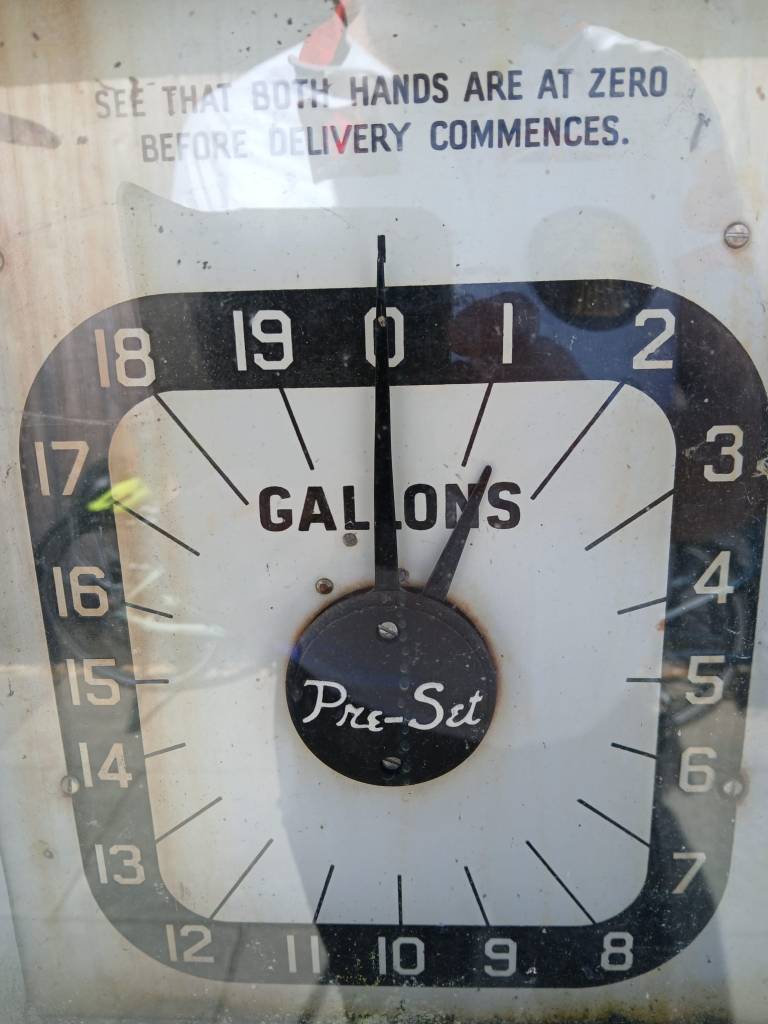 SEE THAT BOTH HANDS ARE AT ZERO
BEFORE DELIVERY COMMENCES.
18 19 0 1 2
17 3
GALLONS
16 4
15 Pre-Set 5
14 6
13 7
12 11 10 9 8